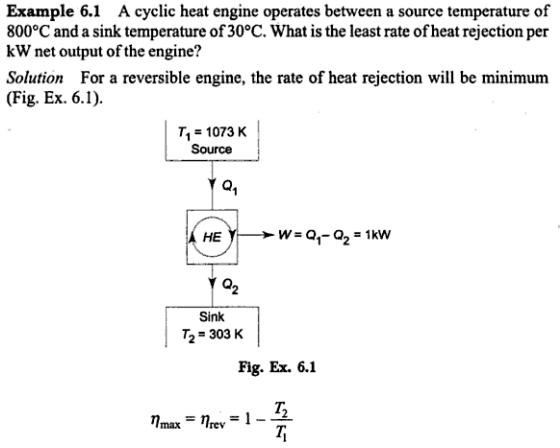 Example 6.1 A cyclic heat engine operates between a source temperature of
800°C and a sink temperature of 30°C. What is the least rate of heat rejection per
kW net output of the engine?
Solution For a reversible engine, the rate of heat rejection will be minimum
(Fig. Ex. 6.1).
T₁ = 1073 K
Source
Q₁
HE
W = Q₁ – Q₂ = 1kW
Q₂
Sink
T₂ = 303 K
Fig. Ex. 6.1
η_max = η_rev = 1 – T₂/T₁